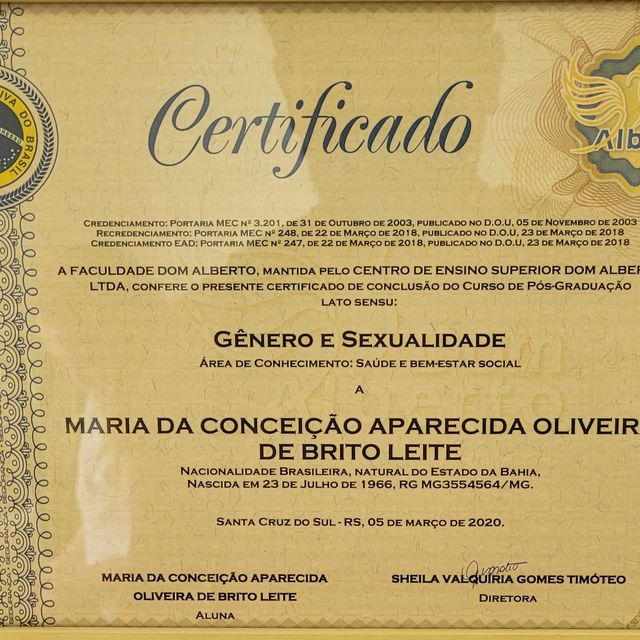 Certificado
IVA DO BRASIL
Alb
CREDENCIAMENTO: PORTARIA MEC Nº 3.201, DE 31 DE OUTUBRO DE 2003, PUBLICADO NO D.O.U, 05 DE NOVEMBRO DE 2003
RECREDENCIAMENTO: PORTARIA MEC Nº 248, DE 22 DE MARÇO DE 2018, PUBLICADO NO D.O.U, 23 DE MARÇO DE 2018
CREDENCIAMENTO EAD: PORTARIA MEC Nº 247, DE 22 DE MARÇO DE 2018, PUBLICADO NO D.O.U, 23 DE MARÇO DE 2018
A FACULDADE DOM ALBERTO, MANTIDA PELO CENTRO DE ENSINO SUPERIOR DOM ALBER
LTDA, CONFERE O PRESENTE CERTIFICADO DE CONCLUSÃO DO CURSO DE PÓS-GRADUAÇÃO
LATO SENSU:
GÊNERO E SEXUALIDADE
ÁREA DE CONHECIMENTO: SAÚDE E BEM-ESTAR SOCIAL
A
MARIA DA CONCEIÇÃO APARECIDA OLIVEIR
DE BRITO LEITE
NACIONALIDADE BRASILEIRA, NATURAL DO ESTADO DA BAHIA,
NASCIDA EM 23 DE JULHO DE 1966, RG MG3554564/MG.
SANTA CRUZ DO SUL - RS, 05 DE MARÇO DE 2020.
MARIA DA CONCEIÇÃO APARECIDA
OLIVEIRA DE BRITO LEITE
ALUNA
SHEILA VALQUÍRIA GOMES TIMÓTEO
DIRETORA